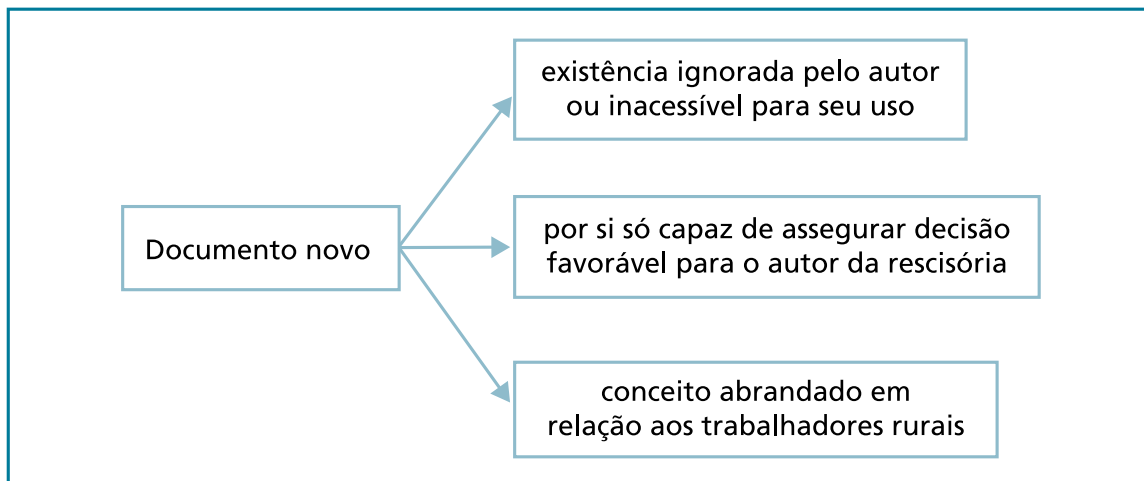 existência ignorada pelo autor
ou inacessível para seu uso
Documento novo
por si só capaz de assegurar decisão
favorável para o autor da rescisória
conceito abrandado em
relação aos trabalhadores rurais